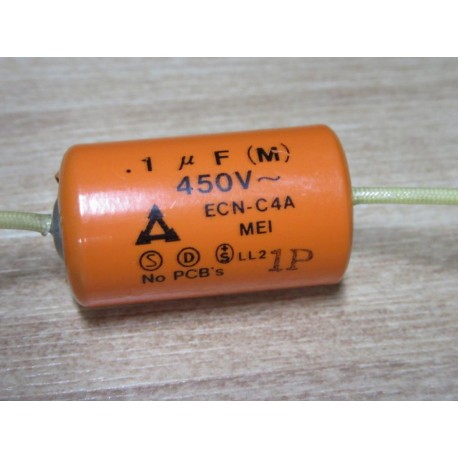 .1 μF (M)
450V~
ECN-C4A
MEI
S D S LL2 1P
No PCB's